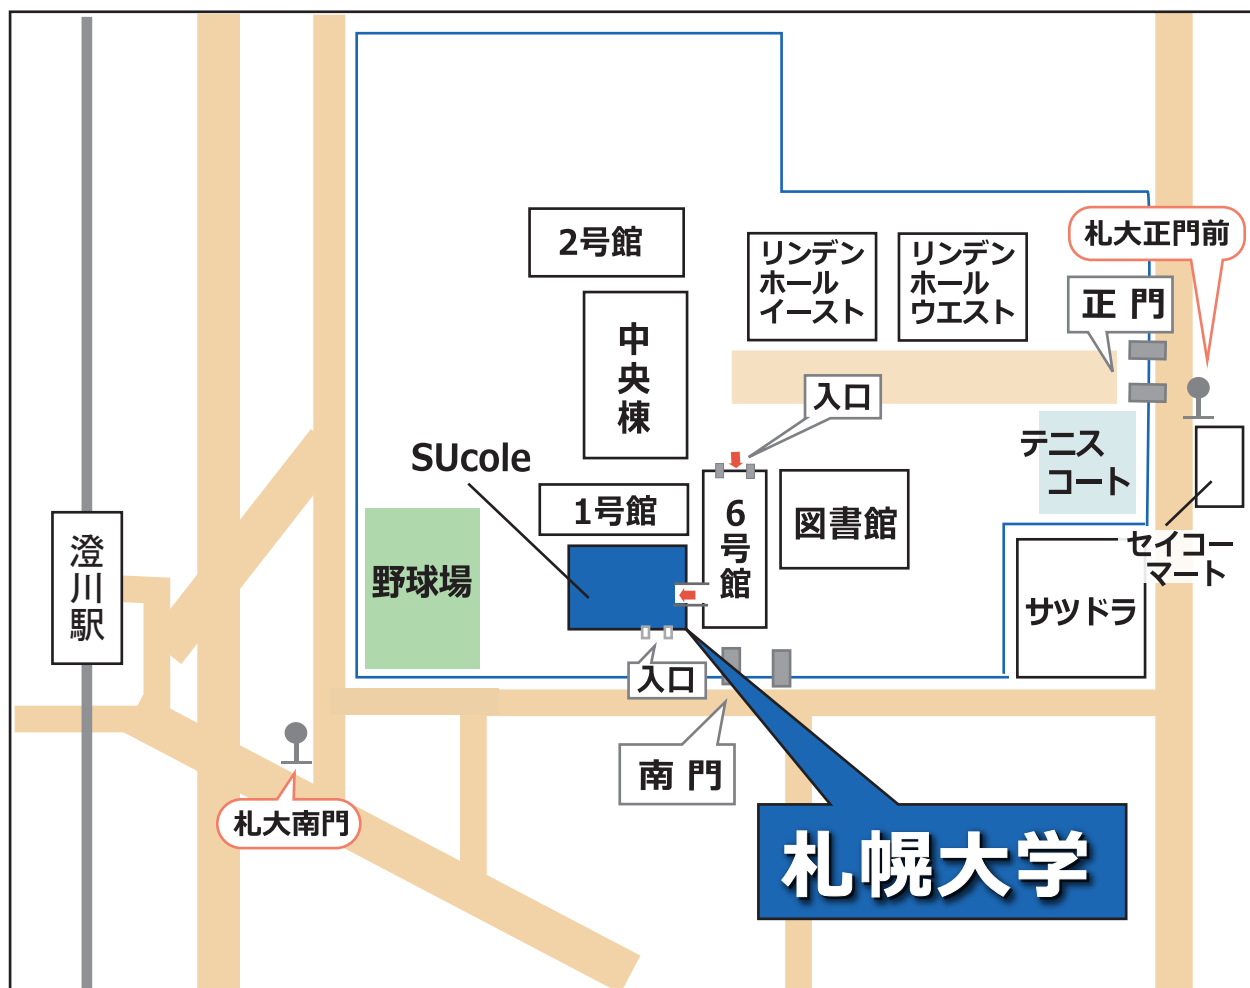 2号館
リンデン
ホール
イースト
リンデン
ホール
ウエスト
札大正門前
正門
中央棟
入口
SUcole
テニス
コート
1号館
6号館
図書館
セイコー
マート
澄川駅
野球場
サツドラ
入口
南門
札大南門
札幌大学